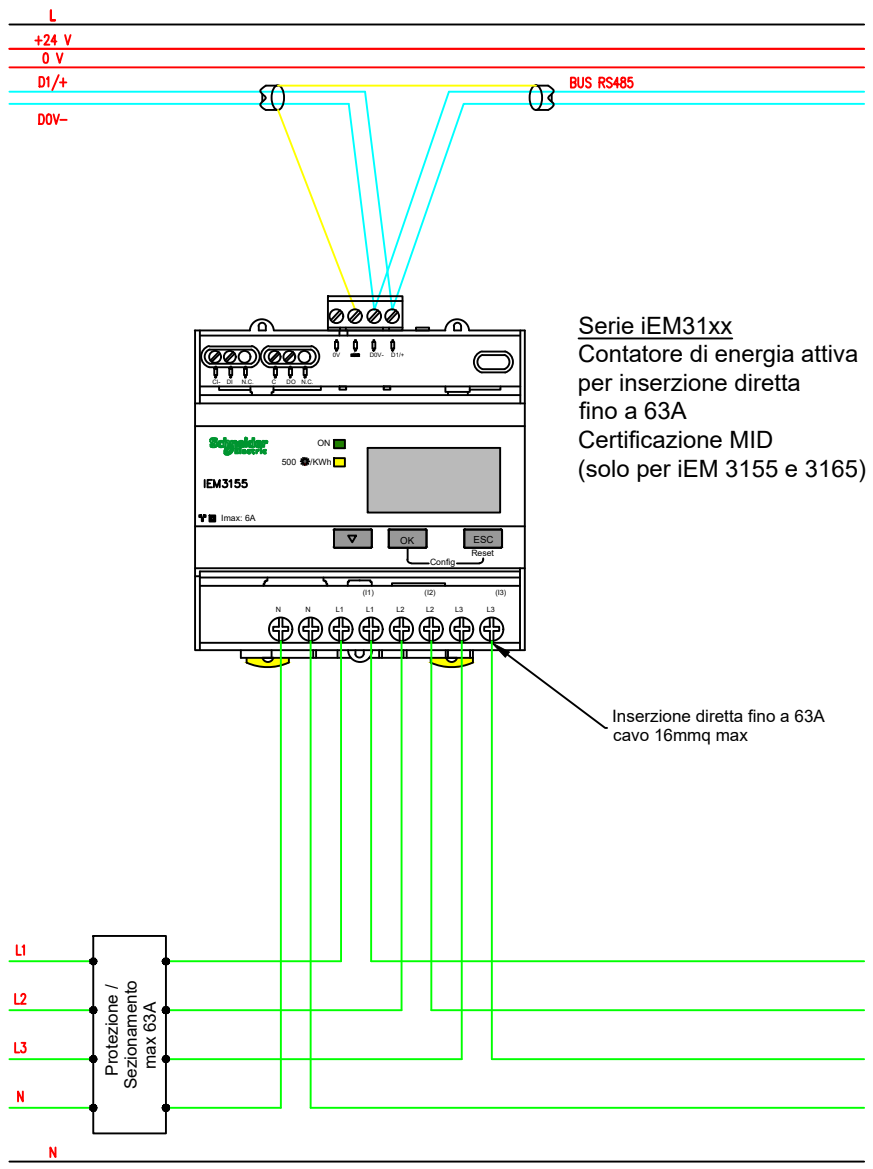 L
+24 V
0 V
D1/+
BUS RS485
D0V-
Serie iEM31xx
Contatore di energia attiva
per inserzione diretta
fino a 63A
Certificazione MID
(solo per iEM 3155 e 3165)
0V D0V- D1/+
CI- DI N.C. C DO N.C.
Schneider
Electric
ON
500 /KWh
IEM3155
Imax: 6A
OK ESC
Reset
Config
(I1) (I2) (I3)
N N L1 L1 L2 L2 L3 L3
Inserzione diretta fino a 63A
cavo 16mmq max
L1
L2
L3
N
Protezione /
Sezionamento
max 63A
N